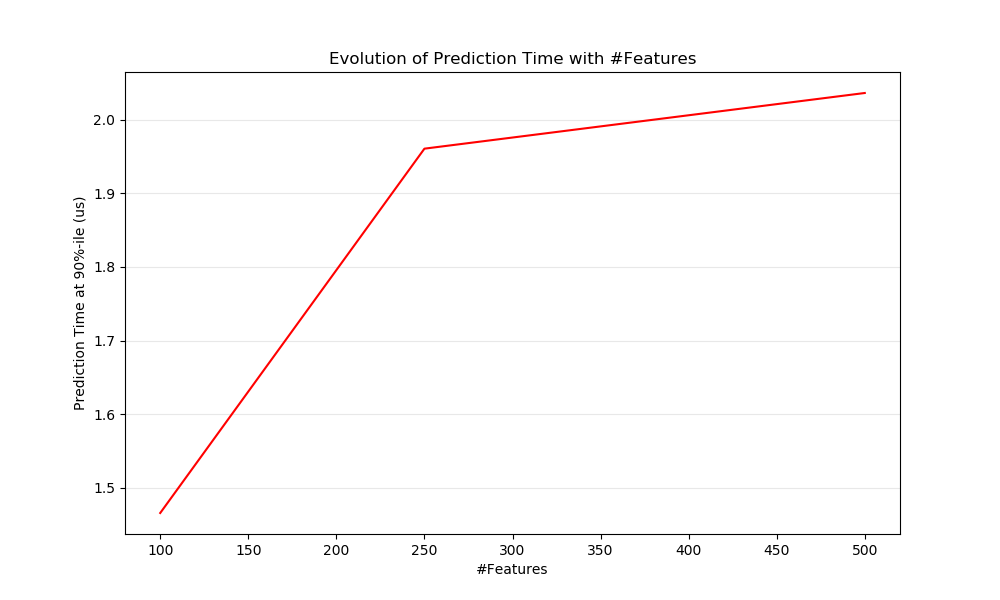 Evolution of Prediction Time with #Features
Prediction Time at 90%-ile (us)
2.0
1.9
1.8
1.7
1.6
1.5
100 150 200 250 300 350 400 450 500
#Features